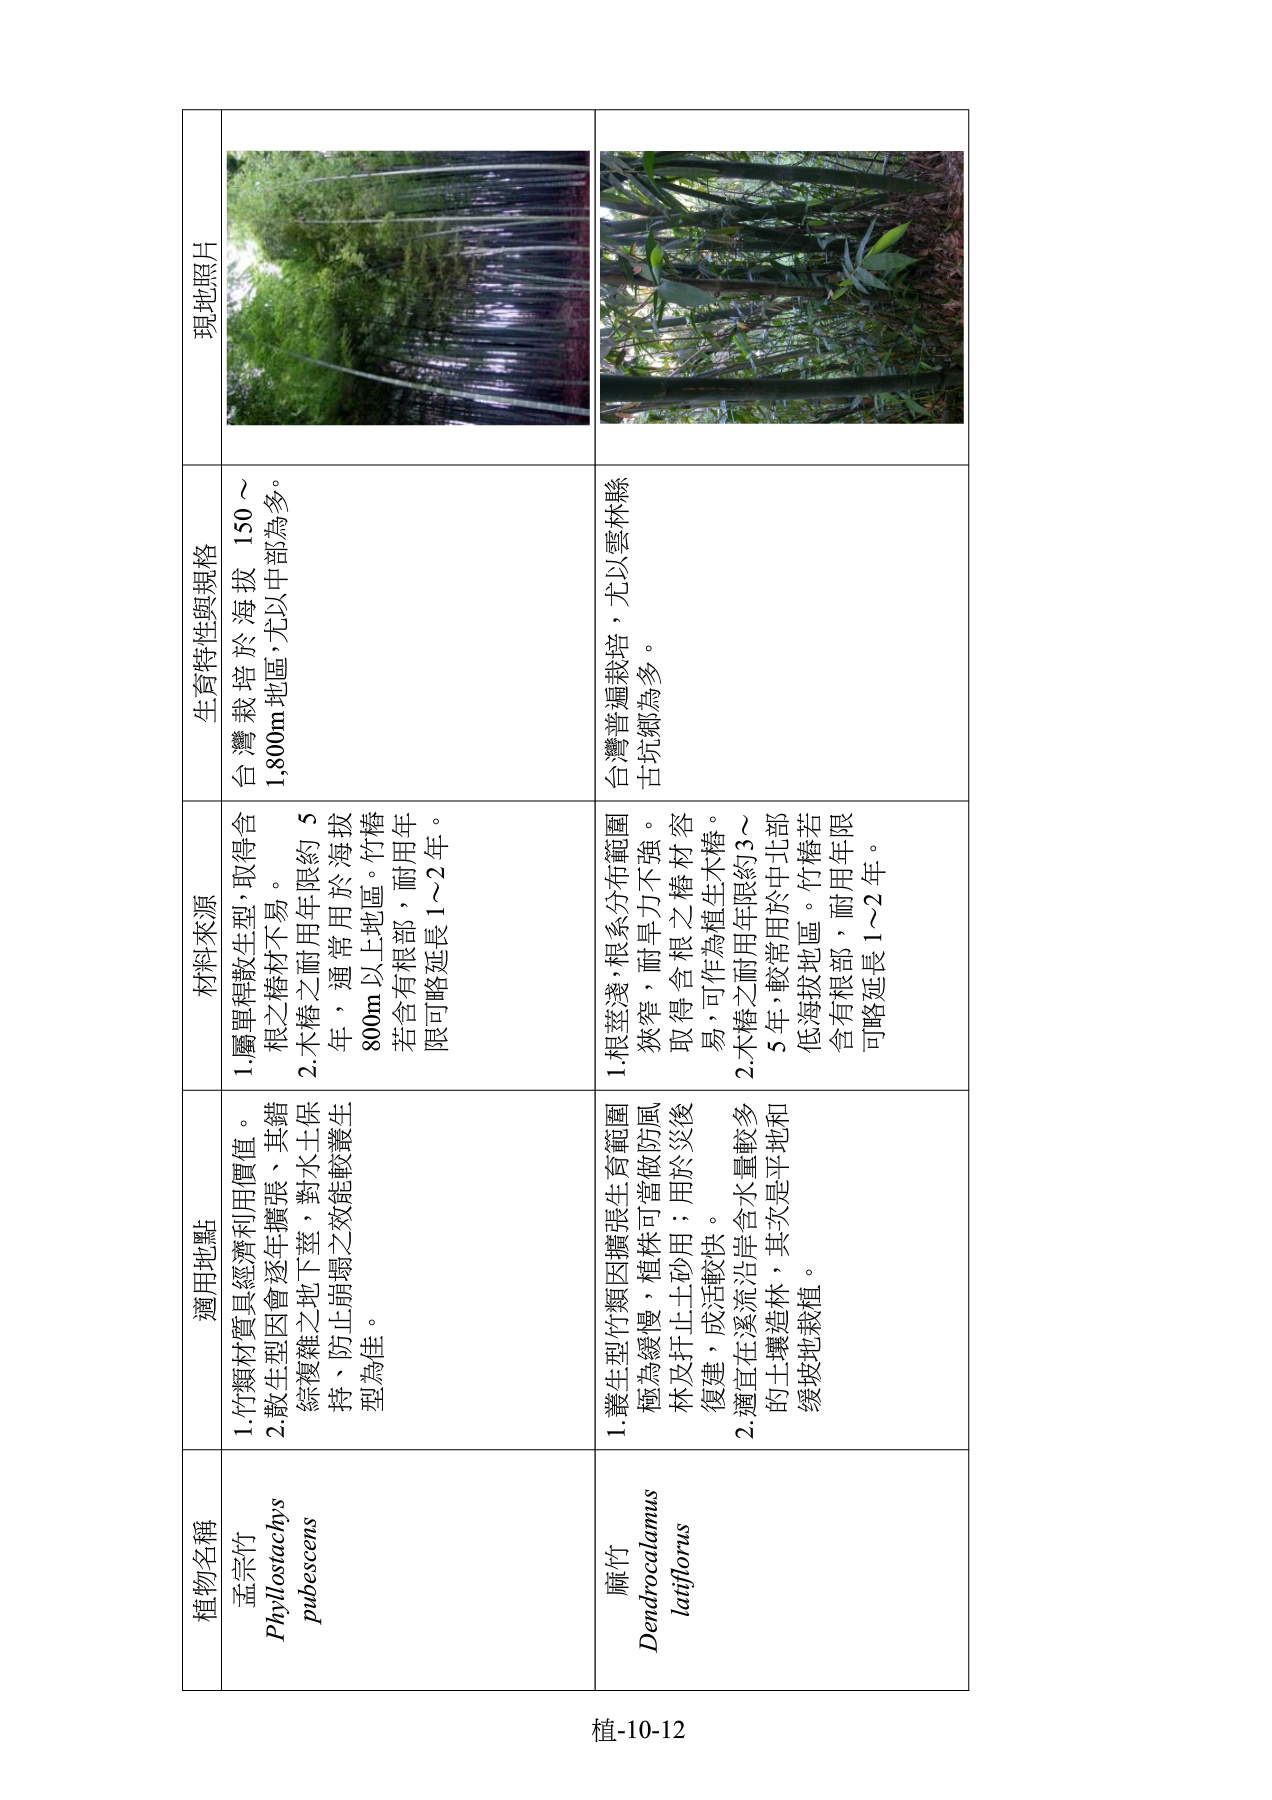 植物名稱
適用地點
材料來源
生育特性與規格
現地照片
孟宗竹
Phyllostachys
pubescens
1.竹類材質具經濟利用價值。
2.散生型因會逐年擴張、其錯
綜複雜之地下莖，對水土保
持、防止崩塌之效能較叢生
型為佳。
1.屬單稈散生型，取得含
根之樁材不易。
2.木樁之耐用年限約 5
年，通常用於海拔
800m 以上地區。竹樁
若含有根部，耐用年
限可略延長 1～2 年。
台灣栽培於海拔 150～
1,800m 地區，尤以中部為多。
麻竹
Dendrocalamus
latiflorus
1.叢生型竹類因擴張生育範圍
極為緩慢，植株可當做防風
林及扞止土砂用；用於災後
復建，成活較快。
2.適宜在溪流沿岸含水量較多
的土壤造林，其次是平地和
緩坡地栽植。
1.根莖淺，根系分布範圍
狹窄，耐旱力不強。
取得含根之樁材容
易，可作為植生木樁。
2.木樁之耐用年限約3～
5 年，較常用於中北部
低海拔地區。竹樁若
含有根部，耐用年限
可略延長 1～2 年。
台灣普遍栽培，尤以雲林縣
古坑鄉為多。
植-10-12